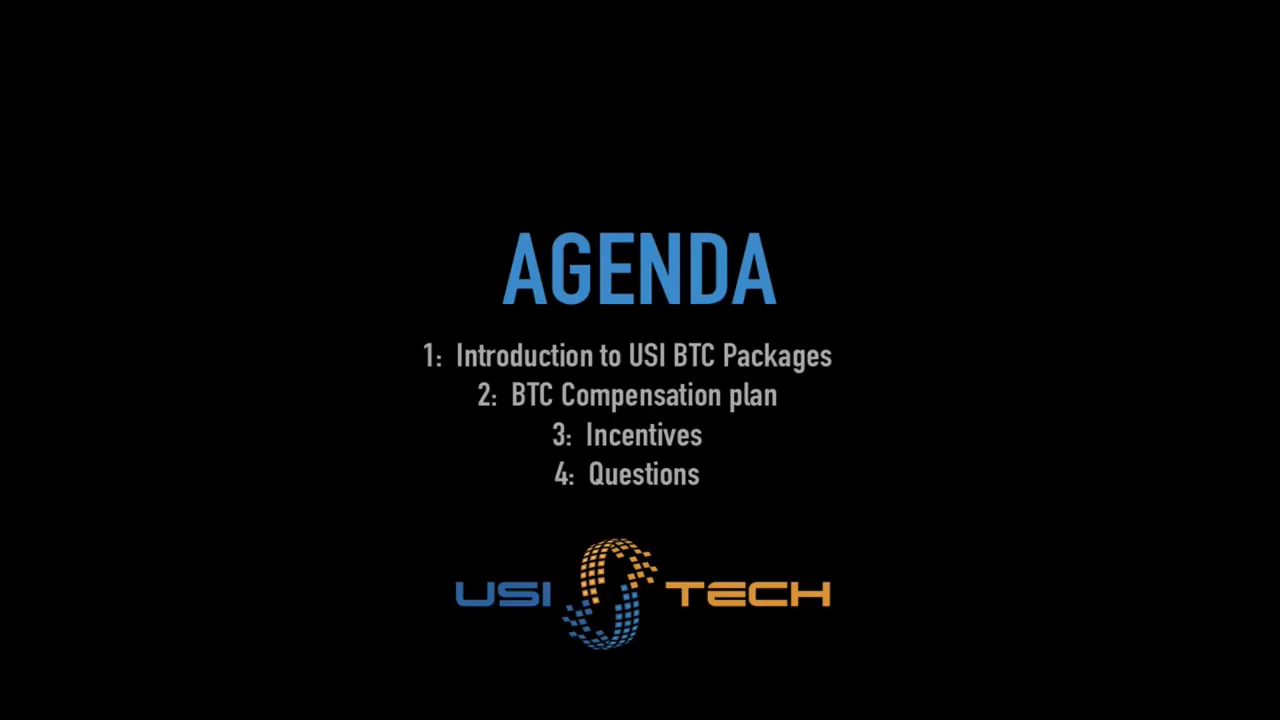 AGENDA
1: Introduction to USI BTC Packages
2: BTC Compensation plan
3: Incentives
4: Questions
USI TECH